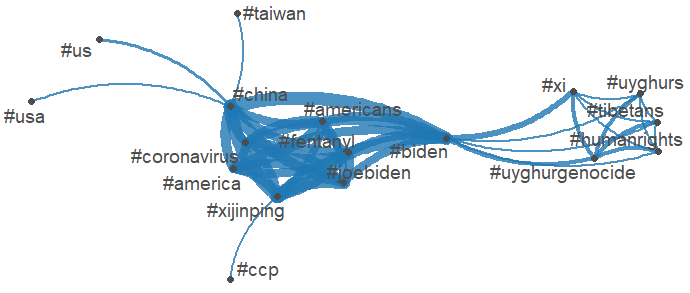 #taiwan
#us
#xi
#uyghurs
#china
#americans
#usa
#tibetans
#fentanyl
#humanrights
#coronavirus
#biden
#america
#joebiden
#uyghurgenocide
#xijinping
#ccp